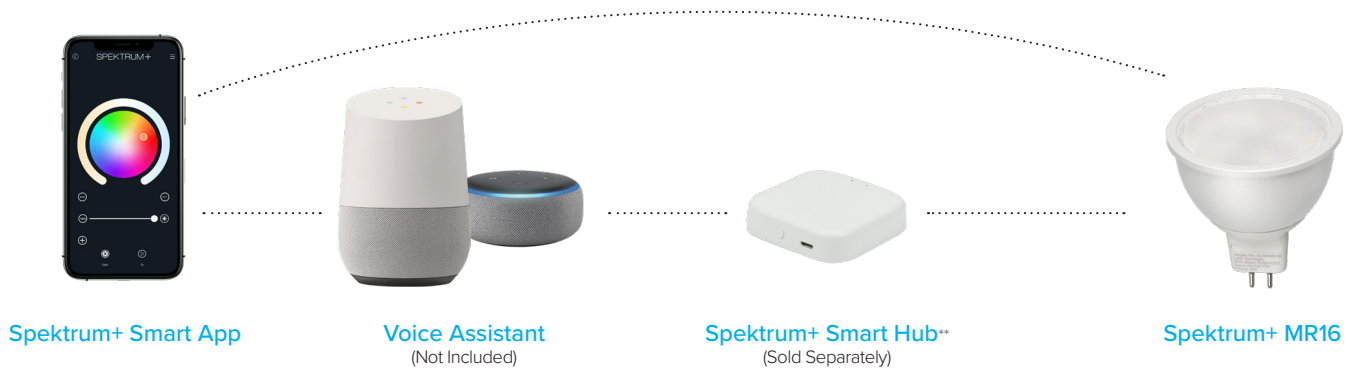 SPEKTRUM+
Spektrum+ Smart App
Voice Assistant
(Not Included)
Spektrum+ Smart Hub**
(Sold Separately)
Spektrum+ MR16